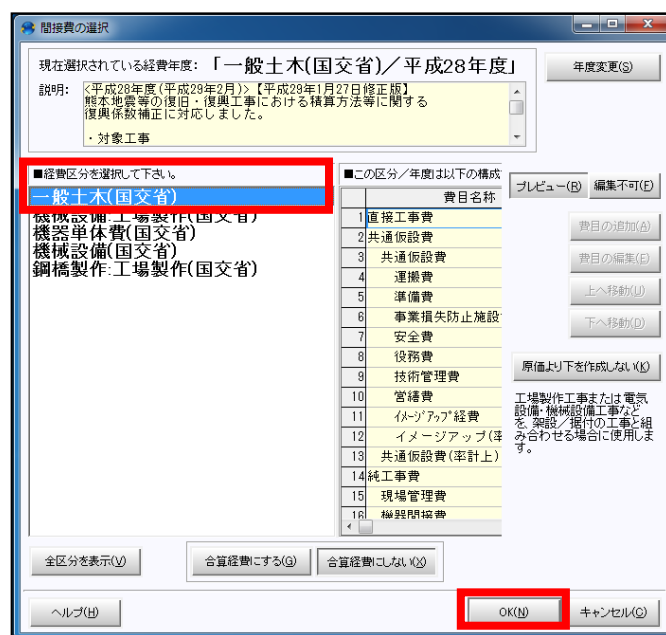 間接費の選択
現在選択されている経費年度: 「一般土木(国交省)／平成28年度」
年度変更(S)
説明:
<平成28年度(平成29年2月)>【平成29年1月27日修正版】
熊本地震等の復旧・復興工事における積算方法等に関する
復興係数補正に対応しました。
・対象工事
■経費区分を選択して下さい。
一般土木(国交省)
機械設備:工場製作(国交省)
機器単体費(国交省)
機械設備(国交省)
鋼橋製作:工場製作(国交省)
■この区分／年度は以下の構成
費目名称
1 直接工事費
2 共通仮設費
3 共通仮設費
4 運搬費
5 準備費
6 事業損失防止施設
7 安全費
8 役務費
9 技術管理費
10 営繕費
11 ｲﾒｰｼﾞｱｯﾌﾟ経費
12 イメージアップ(率
13 共通仮設費(率計上)
14 純工事費
15 現場管理費
16 機器間接費
プレビュー(R) 編集不可(F)
費目の追加(A)
費目の編集(E)
上へ移動(U)
下へ移動(D)
原価より下を作成しない(K)
工場製作工事または電気
設備・機械設備工事など
を、架設／据付の工事と組
み合わせる場合に使用しま
す。
全区分を表示(V) 合算経費にする(G) 合算経費にしない(X)
ヘルプ(H) OK(N) キャンセル(C)